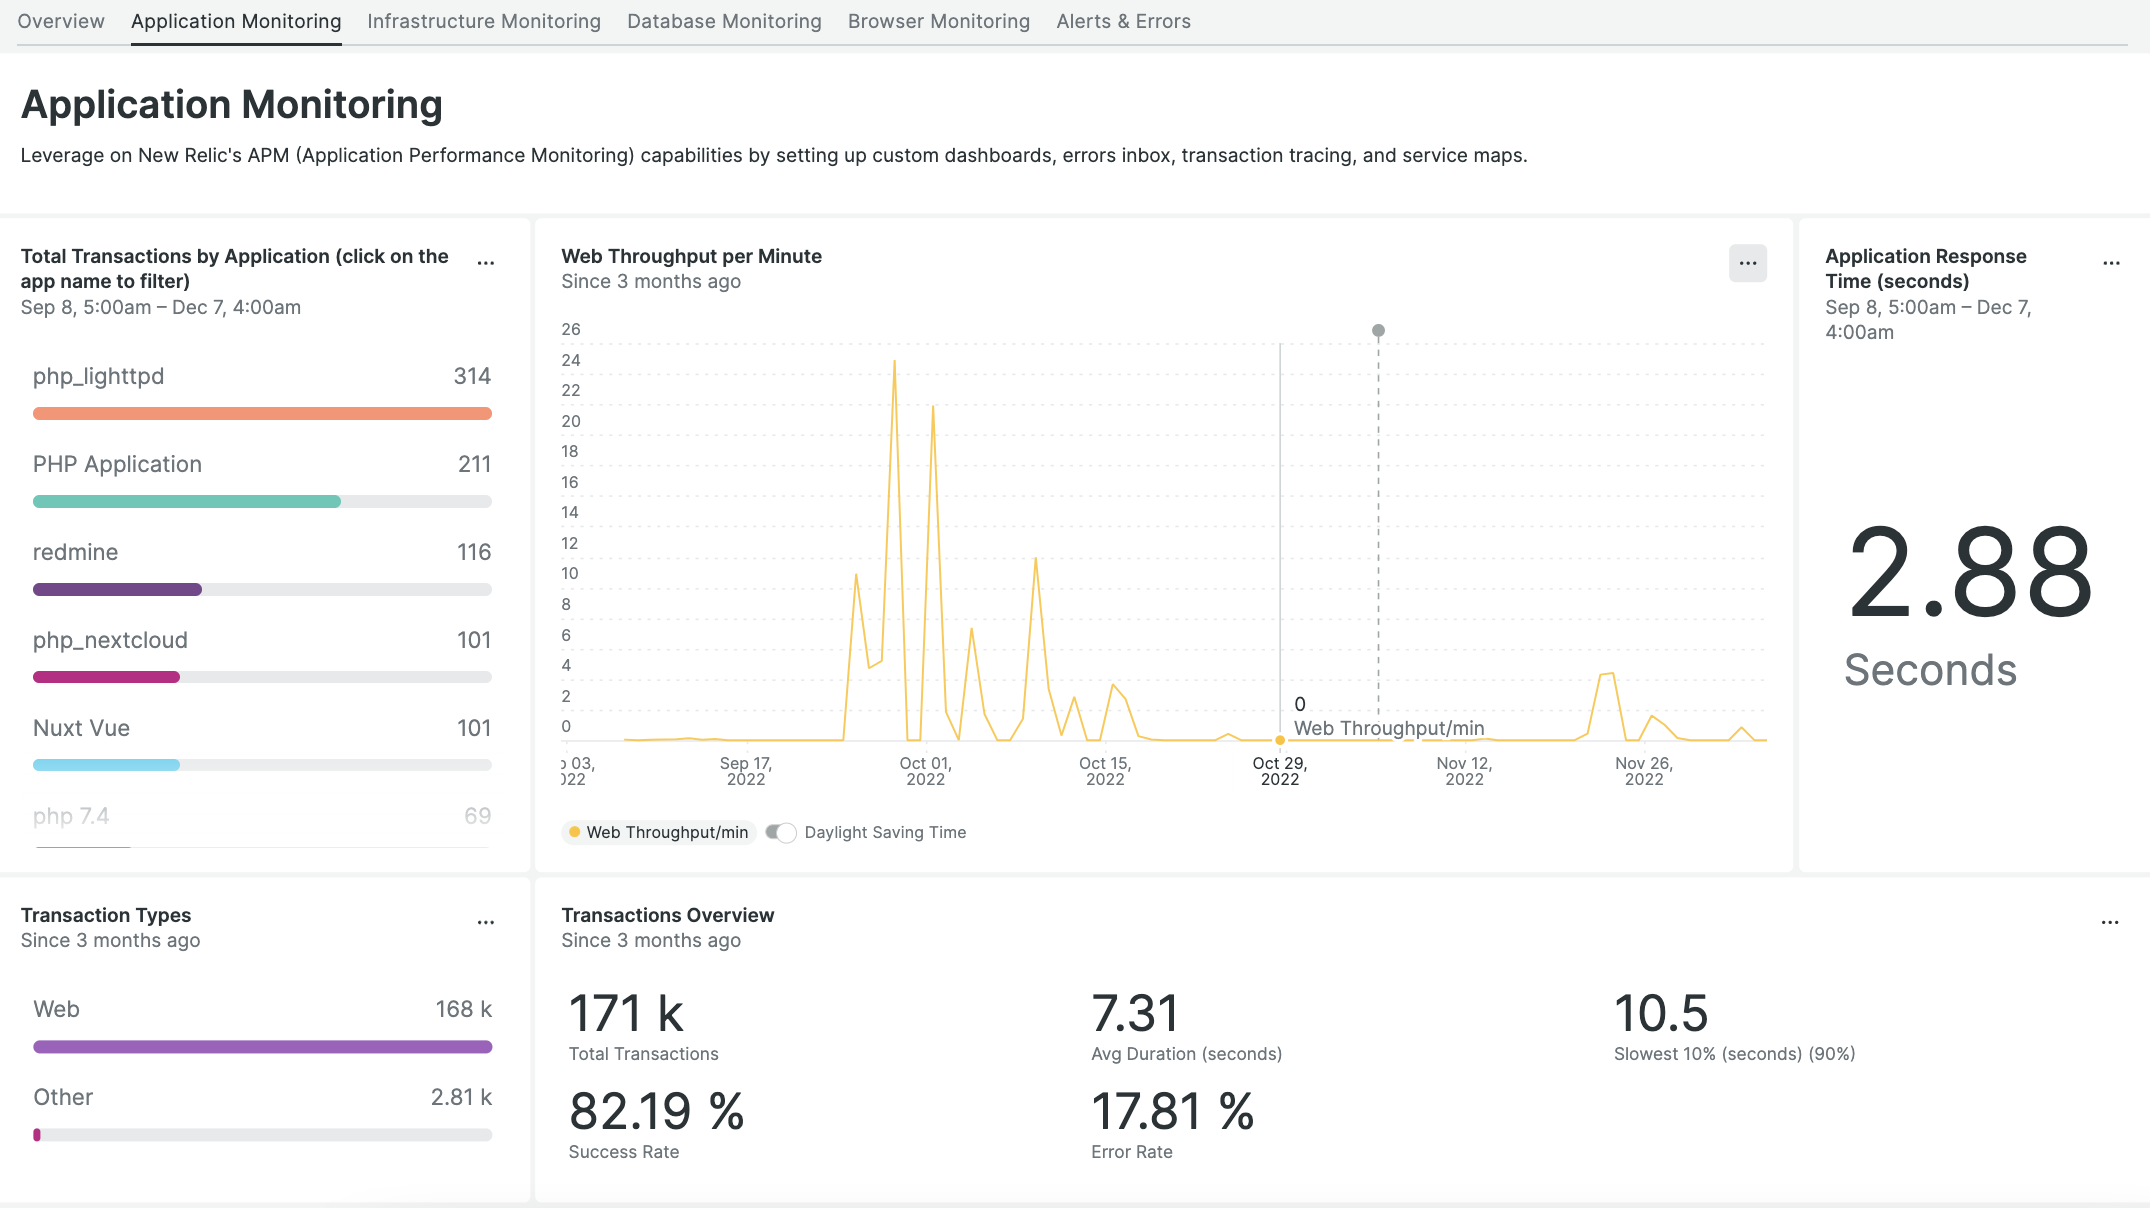 Overview Application Monitoring Infrastructure Monitoring Database Monitoring Browser Monitoring Alerts & Errors
Application Monitoring
Leverage on New Relic's APM (Application Performance Monitoring) capabilities by setting up custom dashboards, errors inbox, transaction tracing, and service maps.
Total Transactions by Application (click on the
app name to filter)
Sep 8, 5:00am – Dec 7, 4:00am
php_lighttpd 314
PHP Application 211
redmine 116
php_nextcloud 101
Nuxt Vue 101
php 7.4 69
Web Throughput per Minute
Since 3 months ago
26
24
22
20
18
16
14
12
10
8
6
4
2
0
0
Web Throughput/min
03,
022
Sep 17,
2022
Oct 01,
2022
Oct 15,
2022
Oct 29,
2022
Nov 12,
2022
Nov 26,
2022
Web Throughput/min Daylight Saving Time
Application Response
Time (seconds)
Sep 8, 5:00am – Dec 7,
4:00am
2.88
Seconds
Transaction Types
Since 3 months ago
Web 168 k
Other 2.81 k
Transactions Overview
Since 3 months ago
171 k
Total Transactions
7.31
Avg Duration (seconds)
10.5
Slowest 10% (seconds) (90%)
82.19 %
Success Rate
17.81 %
Error Rate